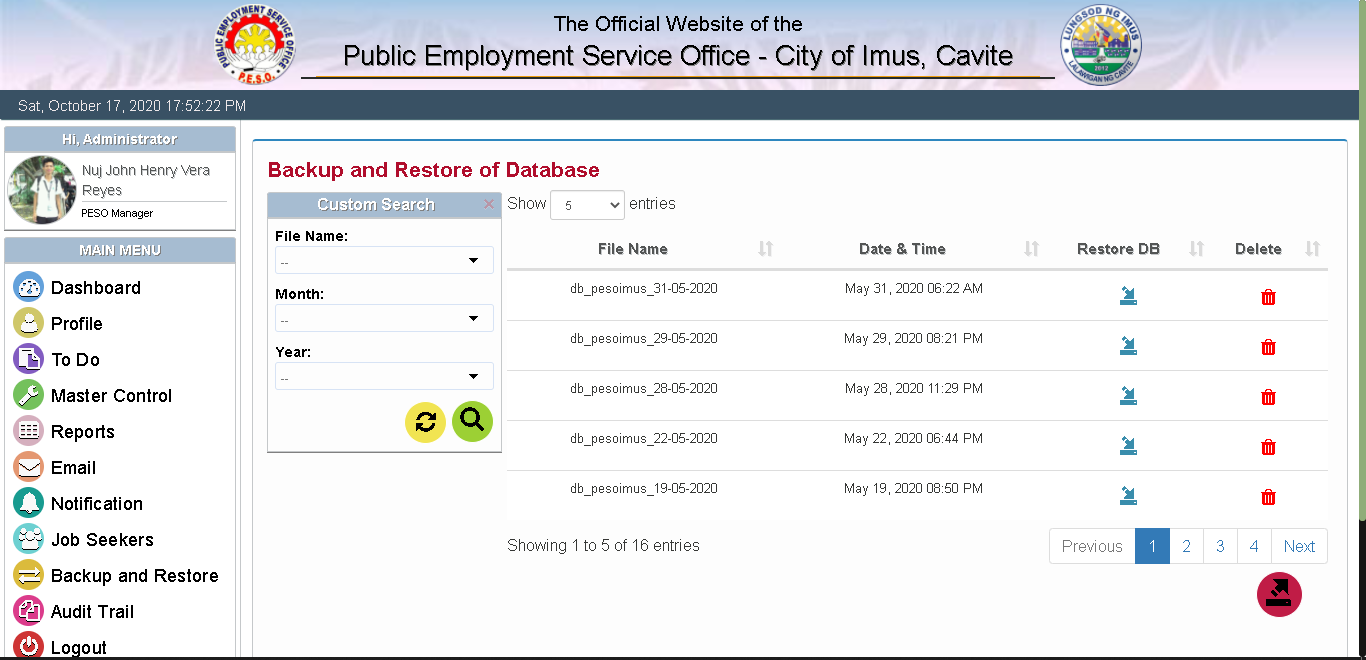 PUBLIC EMPLOYMENT SERVICE OFFICE
P.E.S.O.
The Official Website of the
Public Employment Service Office - City of Imus, Cavite
LUNGSOD NG IMUS
2012
LALAWIGAN NG CAVITE
Sat, October 17, 2020 17:52:22 PM
Hi, Administrator
Nuj John Henry Vera
Reyes
PESO Manager
MAIN MENU
Dashboard
Profile
To Do
Master Control
Reports
Email
Notification
Job Seekers
Backup and Restore
Audit Trail
Logout
Backup and Restore of Database
Custom Search ×
File Name:
--
Month:
--
Year:
--
Show 5 entries
File Name Date & Time Restore DB Delete
db_pesoimus_31-05-2020 May 31, 2020 06:22 AM
db_pesoimus_29-05-2020 May 29, 2020 08:21 PM
db_pesoimus_28-05-2020 May 28, 2020 11:29 PM
db_pesoimus_22-05-2020 May 22, 2020 06:44 PM
db_pesoimus_19-05-2020 May 19, 2020 08:50 PM
Showing 1 to 5 of 16 entries
Previous 1 2 3 4 Next